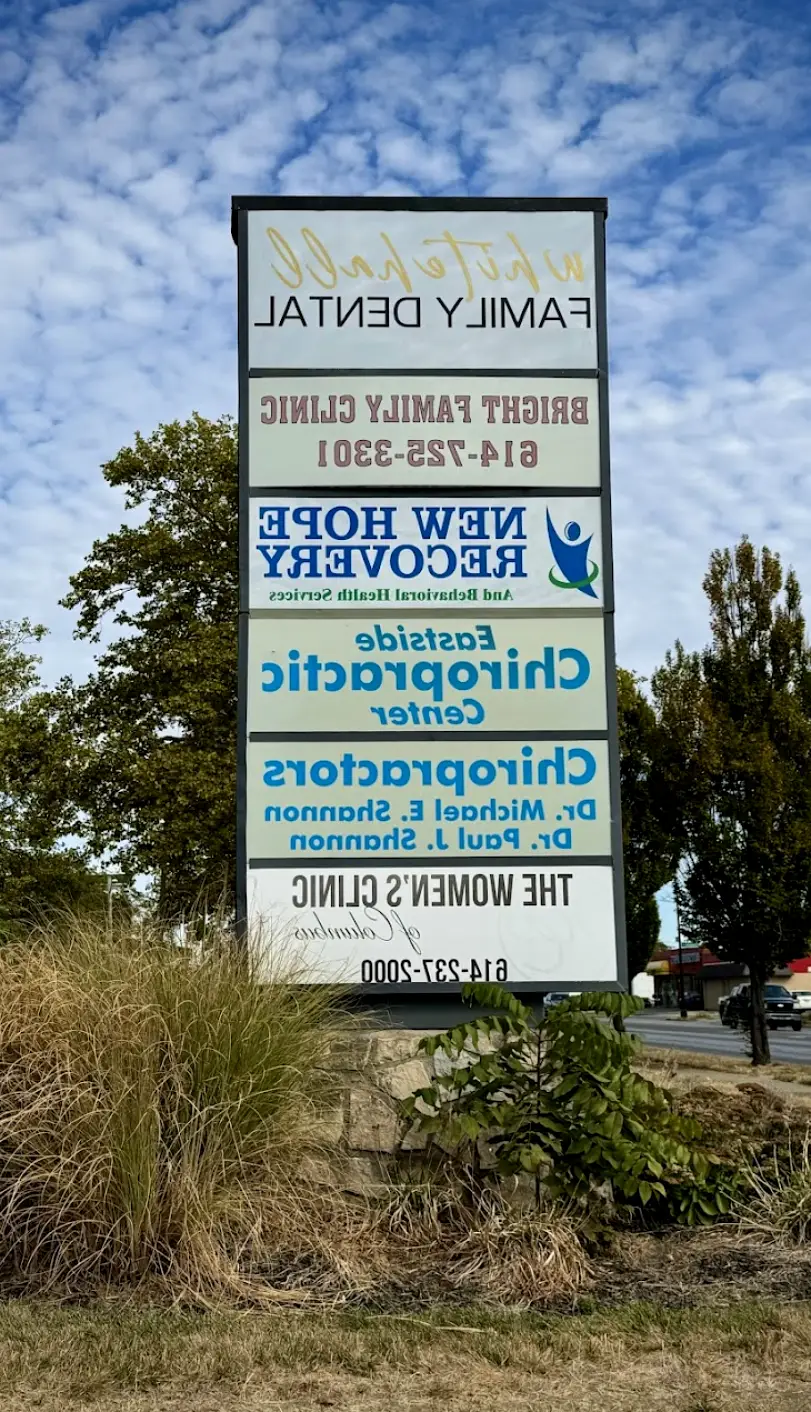 whitehall
FAMILY DENTAL
BRIGHT FAMILY CLINIC
614-725-3301
NEW HOPE
RECOVERY
And Behavioral Health Services
Eastside
Chiropractic
Center
Chiropractors
Dr. Michael E. Shannon
Dr. Paul J. Shannon
THE WOMEN'S CLINIC
of Columbus
614-237-2000